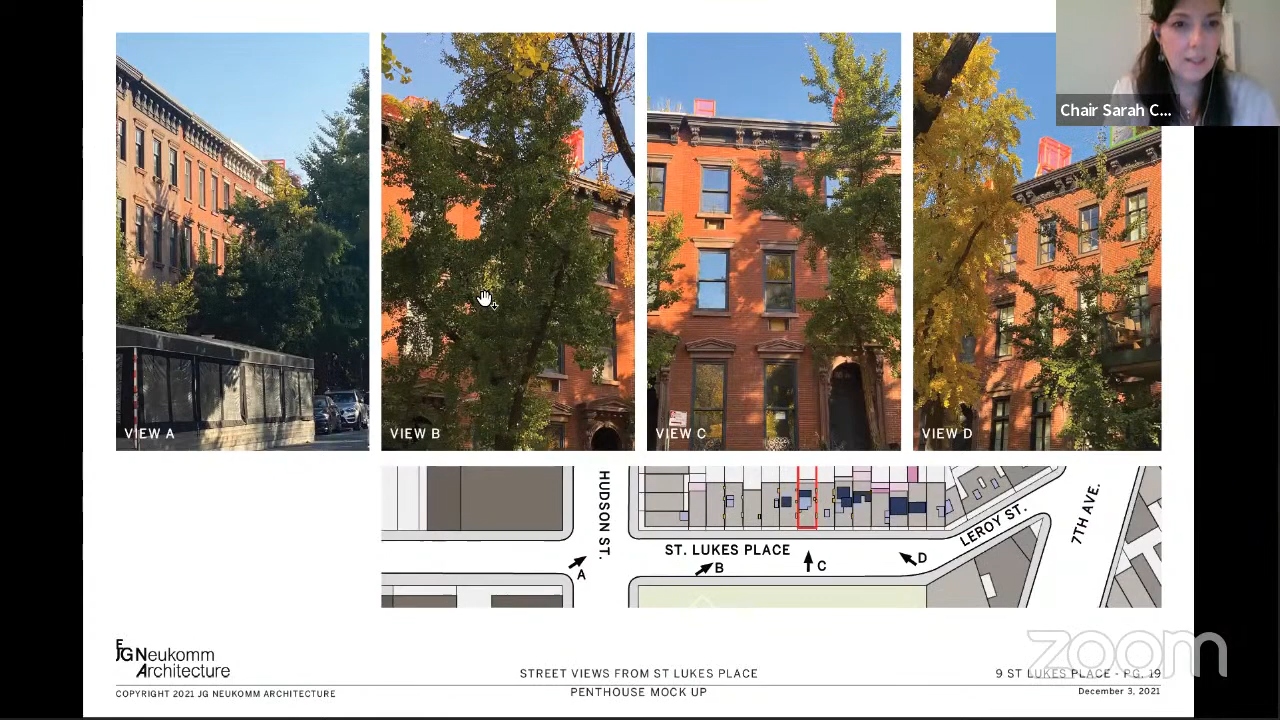 Chair Sarah C...
VIEW A
VIEW B
VIEW C
VIEW D
HUDSON ST.
ST. LUKES PLACE
LEROY ST.
7TH AVE.
A
B
C
D
JGNeukomm
Architecture
COPYRIGHT 2021 JG NEUKOMM ARCHITECTURE
STREET VIEWS FROM ST LUKES PLACE
PENTHOUSE MOCK UP
9 ST LUKES PLACE - PG. 19
December 3, 2021
zoom